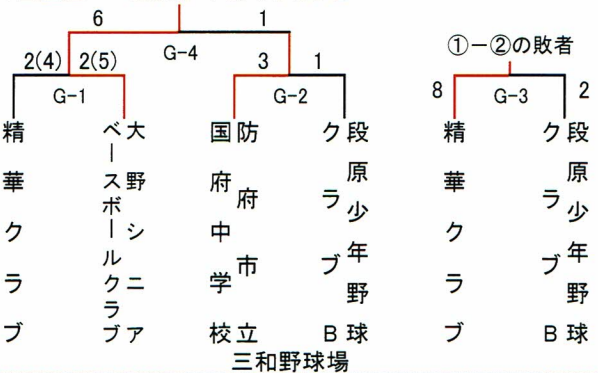 6 1
G-4
2(4) 2(5) 3 1
G-1 G-2
①－②の敗者
8 2
G-3
精華クラブ
大野シニア
ベースボールクラブ
防府市立
国府中学校
段原少年野球
クラブB
精華クラブ
段原少年野球
クラブB
三和野球場